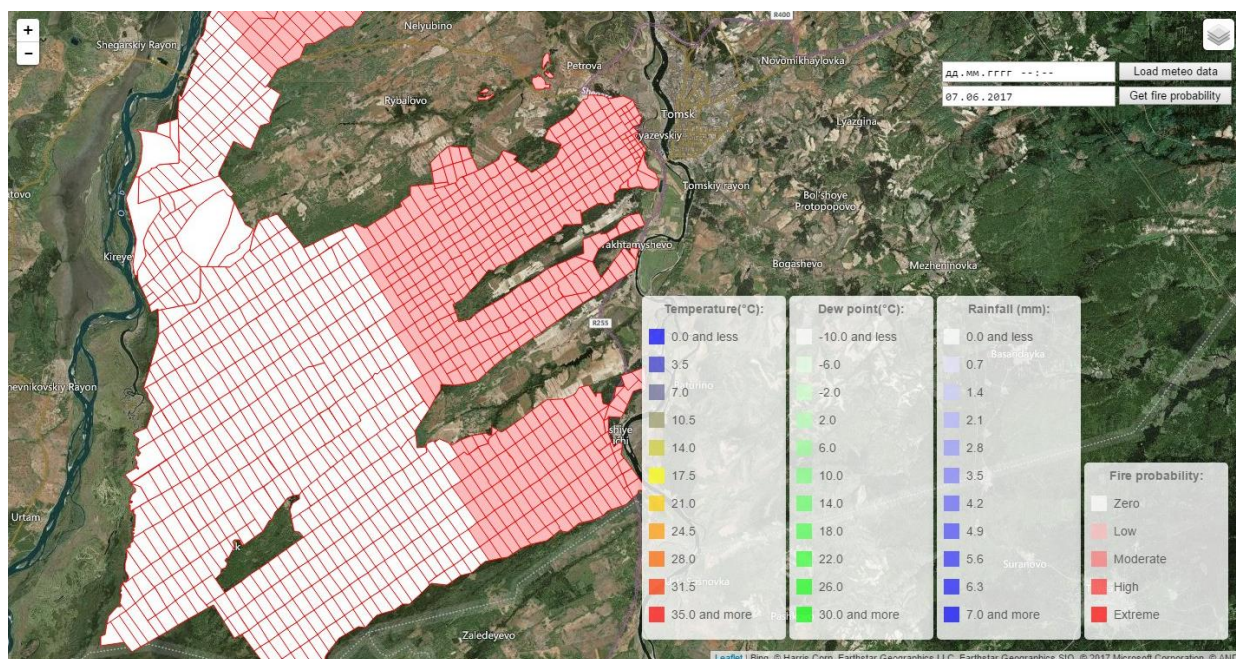 +
−
R400
Nelyubino
Shegarskiy Rayon
Petrova
Novomikhaylovka
дд.мм.гггг --:--
Load meteo data
07.06.2017
Get fire probability
Rybalovo
Tomsk
Lyazgina
Tomskiy rayon
Bol'shoye
Protopopovo
Bogashevo
Mezheninovka
R255
Temperature(°C):
0.0 and less
3.5
7.0
10.5
14.0
17.5
21.0
24.5
28.0
31.5
35.0 and more
Dew point(°C):
-10.0 and less
-6.0
-2.0
2.0
6.0
10.0
14.0
18.0
22.0
26.0
30.0 and more
Rainfall (mm):
0.0 and less
0.7
1.4
2.1
2.8
3.5
4.2
4.9
5.6
6.3
7.0 and more
Basandayka
Fire probability:
Zero
Low
Moderate
High
Extreme
Suranovo
Urtam
Zaledeyevo
Leaflet | Bing, © Harris Corp, Earthstar Geographics LLC, Earthstar Geographics SIO, © 2017 Microsoft Corporation, © AND